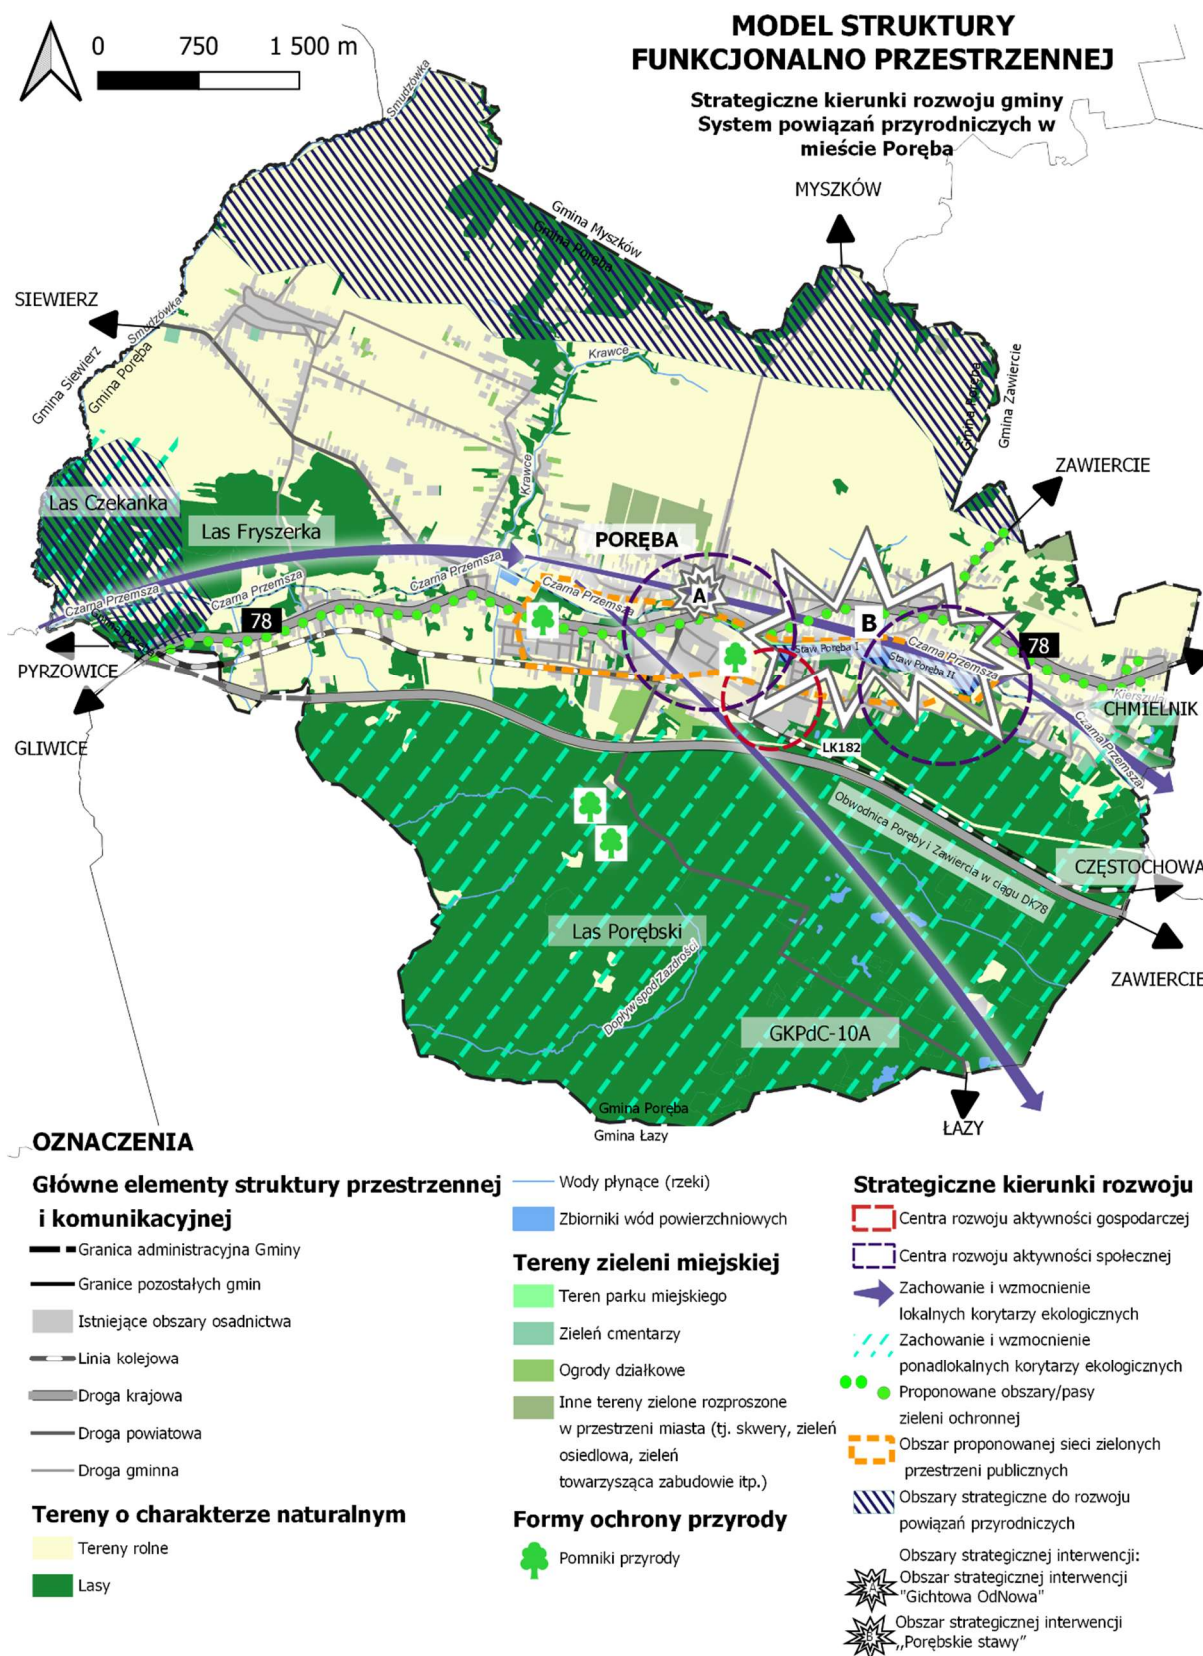 MODEL STRUKTURY
FUNKCJONALNO PRZESTRZENNEJ
Strategiczne kierunki rozwoju gminy
System powiązań przyrodniczych w
mieście Poręba
0 750 1 500 m
Smudzówka
MYSZKÓW
Gmina Myszków
Gmina Poręba
SIEWIERZ
Smudzówka
Gmina Siewierz
Gmina Poręba
Krawce
Gmina Poręba
Gmina Zawiercie
ZAWIERCIE
Krawce
Las Czekanka
Las Fryszerka
PORĘBA
Czarna Przemsza
Czarna Przemsza
Czarna Przemsza
Czarna Przemsza
A
B
78
78
Staw Poręba I
Staw Poręba II
Czarna Przemsza
PYRZOWICE
GLIWICE
Kierszula
CHMIELNIK
Czarna Przemsza
LK182
Obwodnica Poręby i Zawiercia w ciągu DK78
CZĘSTOCHOWA
Las Porębski
Dopływ spod Zazdrości
ZAWIERCIE
GKPdC-10A
Gmina Poręba
Gmina Łazy
ŁAZY
OZNACZENIA
Główne elementy struktury przestrzennej
i komunikacyjnej
Granica administracyjna Gminy
Granice pozostałych gmin
Istniejące obszary osadnictwa
Linia kolejowa
Droga krajowa
Droga powiatowa
Droga gminna
Tereny o charakterze naturalnym
Tereny rolne
Lasy
Wody płynące (rzeki)
Zbiorniki wód powierzchniowych
Tereny zieleni miejskiej
Teren parku miejskiego
Zieleń cmentarzy
Ogrody działkowe
Inne tereny zielone rozproszone
w przestrzeni miasta (tj. skwery, zieleń
osiedlowa, zieleń
towarzysząca zabudowie itp.)
Formy ochrony przyrody
Pomniki przyrody
Strategiczne kierunki rozwoju
Centra rozwoju aktywności gospodarczej
Centra rozwoju aktywności społecznej
Zachowanie i wzmocnienie
lokalnych korytarzy ekologicznych
Zachowanie i wzmocnienie
ponadlokalnych korytarzy ekologicznych
Proponowane obszary/pasy
zieleni ochronnej
Obszar proponowanej sieci zielonych
przestrzeni publicznych
Obszary strategiczne do rozwoju
powiązań przyrodniczych
Obszary strategicznej interwencji:
A
Obszar strategicznej interwencji
"Gichtowa OdNowa"
B
Obszar strategicznej interwencji
,,Porębskie stawy"